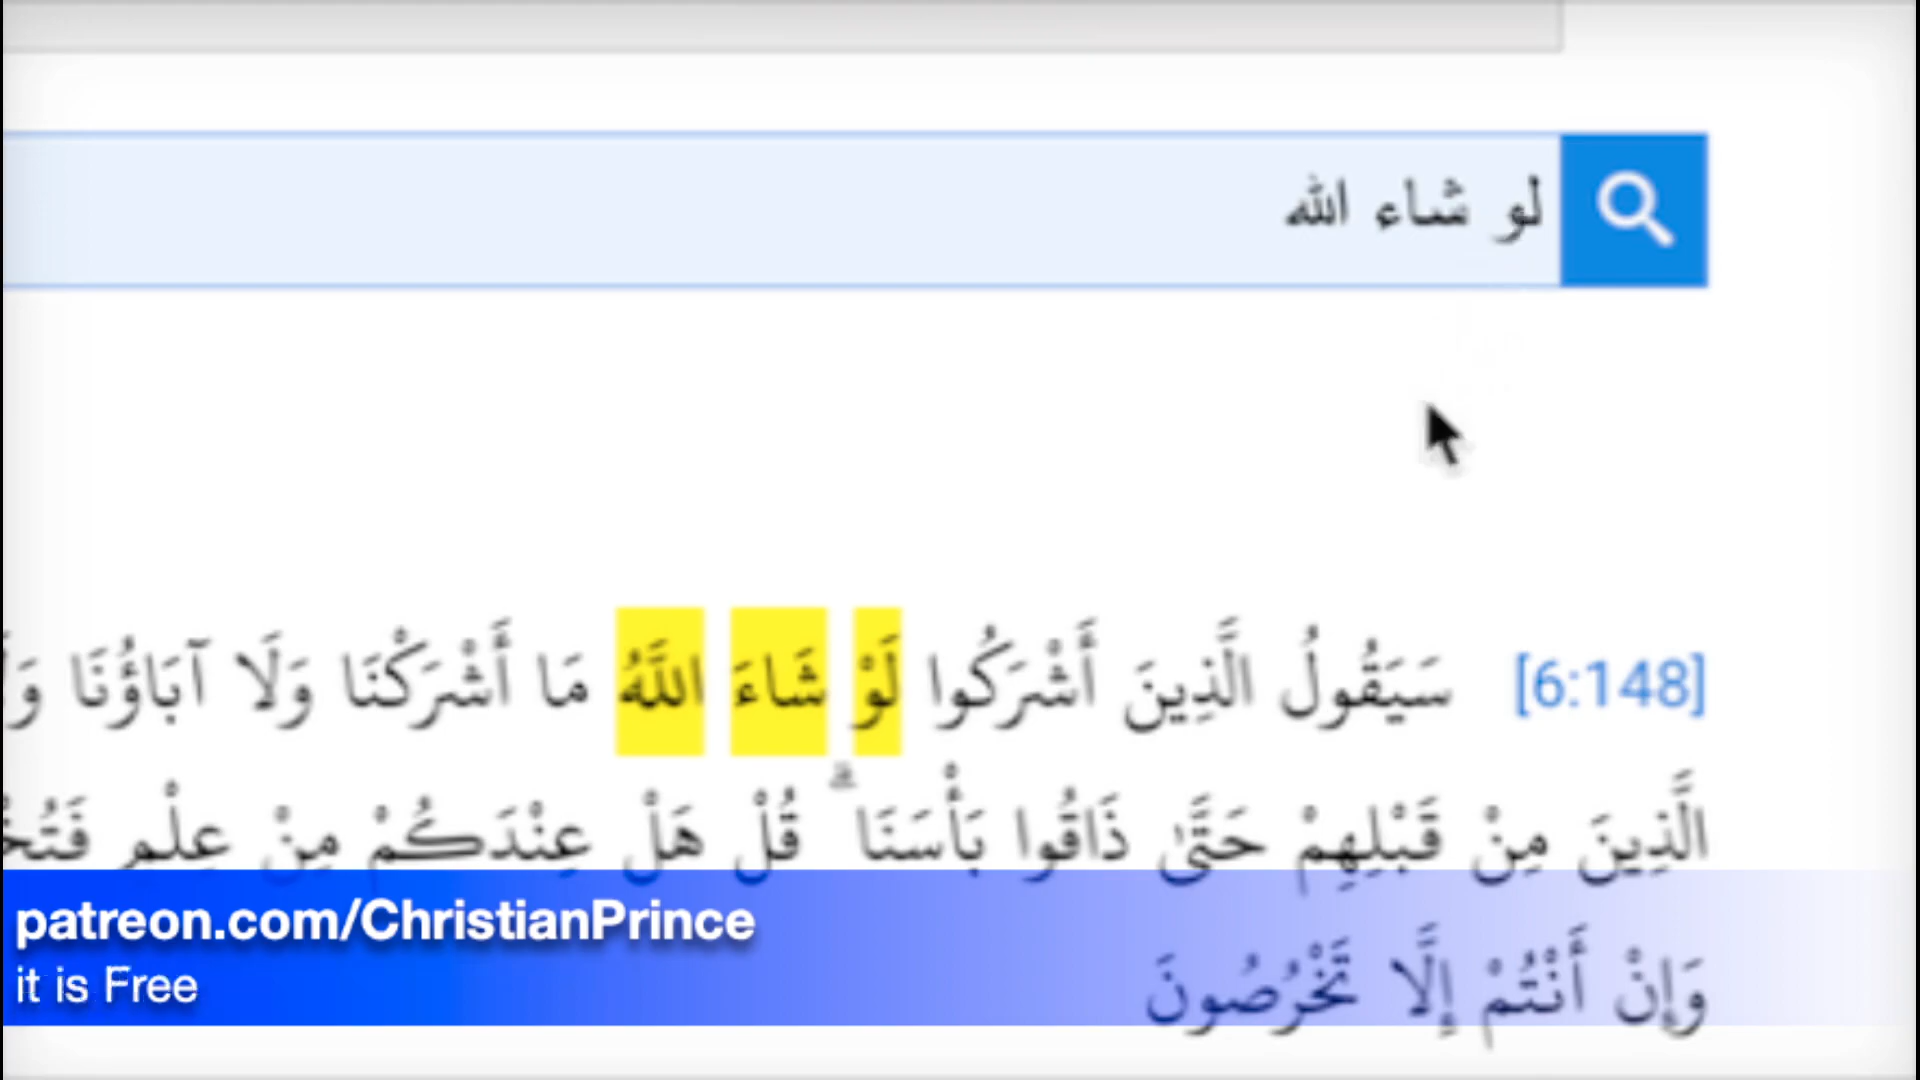 لو شاء الله
[6:148] سَيَقُولُ الَّذِينَ أَشْرَكُوا لَوْ شَاءَ اللَّهُ مَا أَشْرَكْنَا وَلَا آبَاؤُنَا
الَّذِينَ مِنْ قَبْلِهِمْ حَتَّىٰ ذَاقُوا بَأْسَنَا ۗ قُلْ هَلْ عِنْدَكُمْ مِنْ عِلْمٍ
وَإِنْ أَنْتُمْ إِلَّا تَخْرُصُونَ
patreon.com/ChristianPrince
it is Free